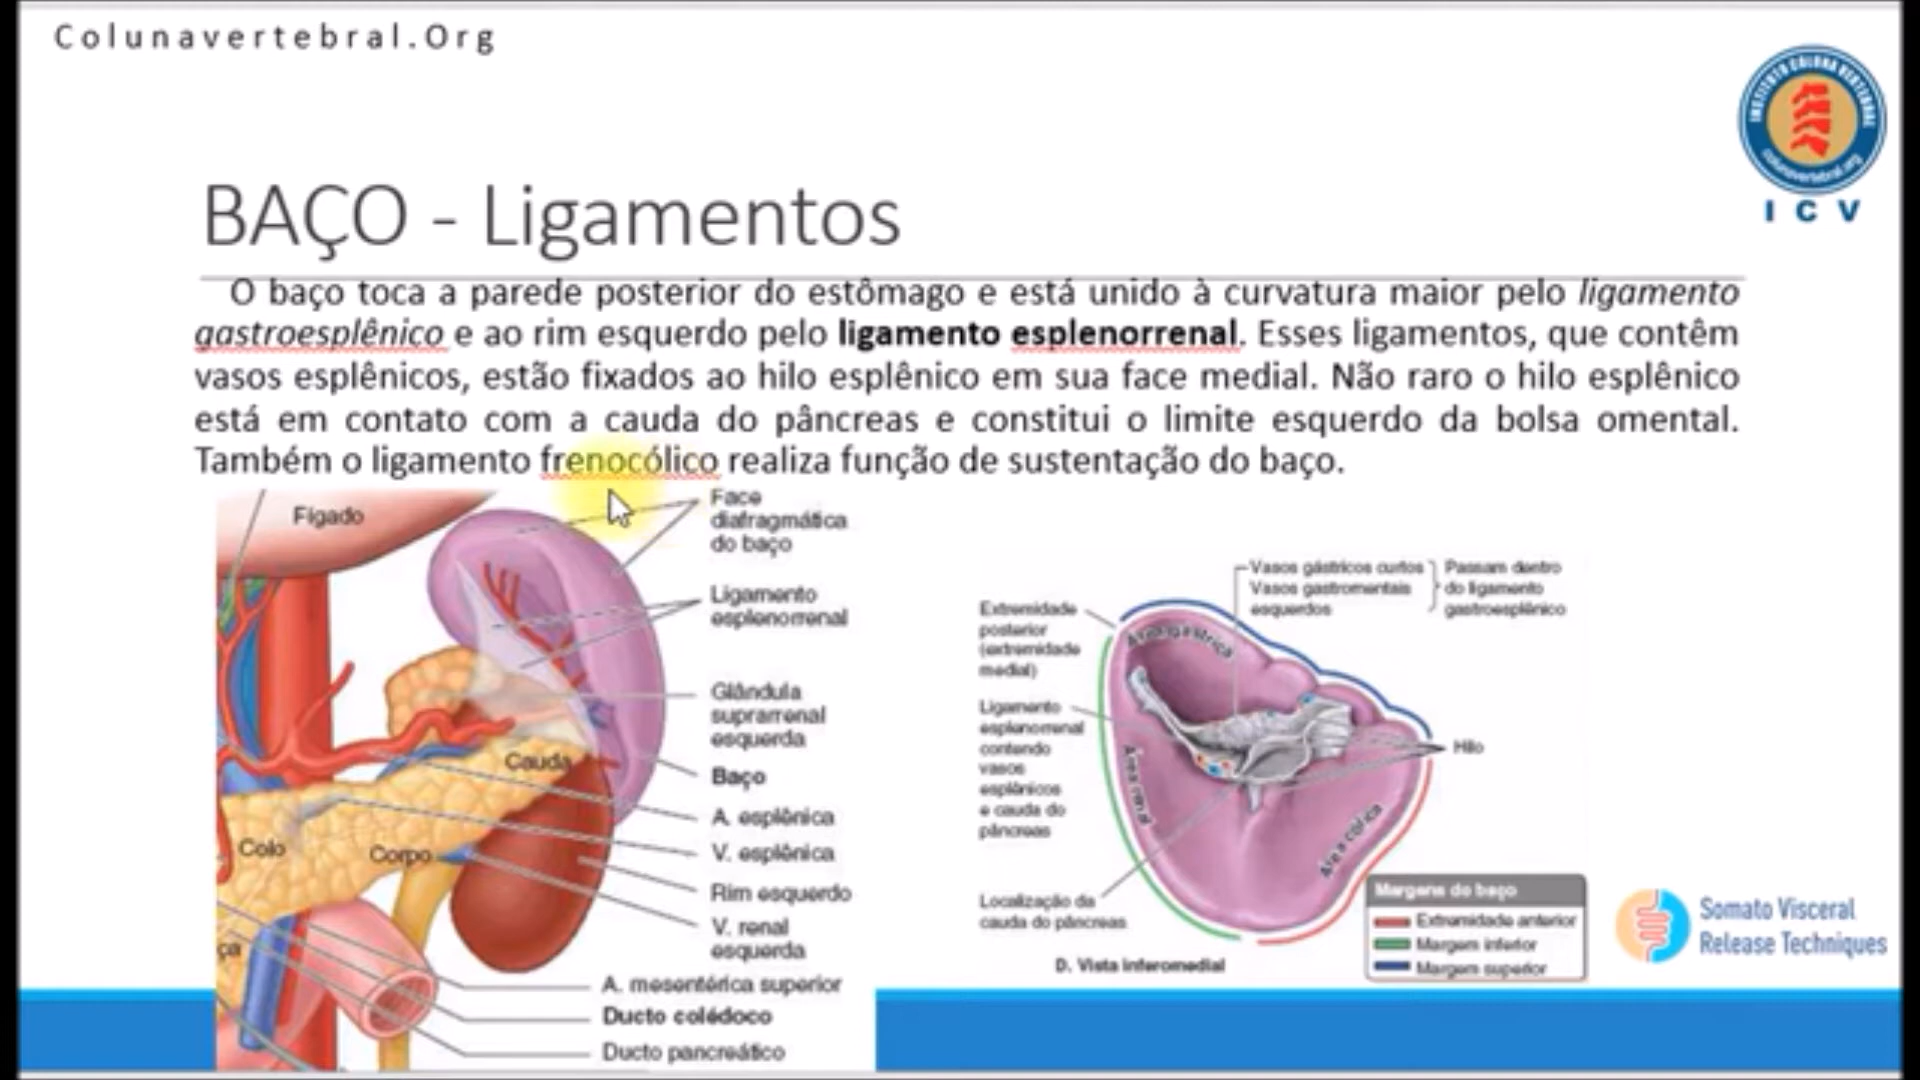 Colunavertebral.Org
INSTITUTO COLUNA VERTEBRAL
colunavertebral.org
I C V
BAÇO - Ligamentos
O baço toca a parede posterior do estômago e está unido à curvatura maior pelo ligamento
gastroesplênico e ao rim esquerdo pelo ligamento esplenorrenal. Esses ligamentos, que contêm
vasos esplênicos, estão fixados ao hilo esplênico em sua face medial. Não raro o hilo esplênico
está em contato com a cauda do pâncreas e constitui o limite esquerdo da bolsa omental.
Também o ligamento frenocólico realiza função de sustentação do baço.
Fígado
Face
diafragmática
do baço
Ligamento
esplenorrenal
Glândula
suprarrenal
esquerda
Cauda
Baço
A. esplênica
Colo
Corpo
V. esplênica
Rim esquerdo
V. renal
esquerda
ça
A. mesentérica superior
Ducto colédoco
Ducto pancreático
Vasos gástricos curtos
Vasos gastromentais
esquerdos
Passam dentro
do ligamento
gastroesplênico
Extremidade
posterior
(extremidade
medial)
Área gástrica
Ligamento
esplenorrenal
contendo
vasos
esplênicos
e cauda do
pâncreas
Hilo
Área renal
Área cólica
Localização da
cauda do pâncreas
D. Vista inferomedial
Margens do baço
Extremidade anterior
Margem inferior
Margem superior
Somato Visceral
Release Techniques